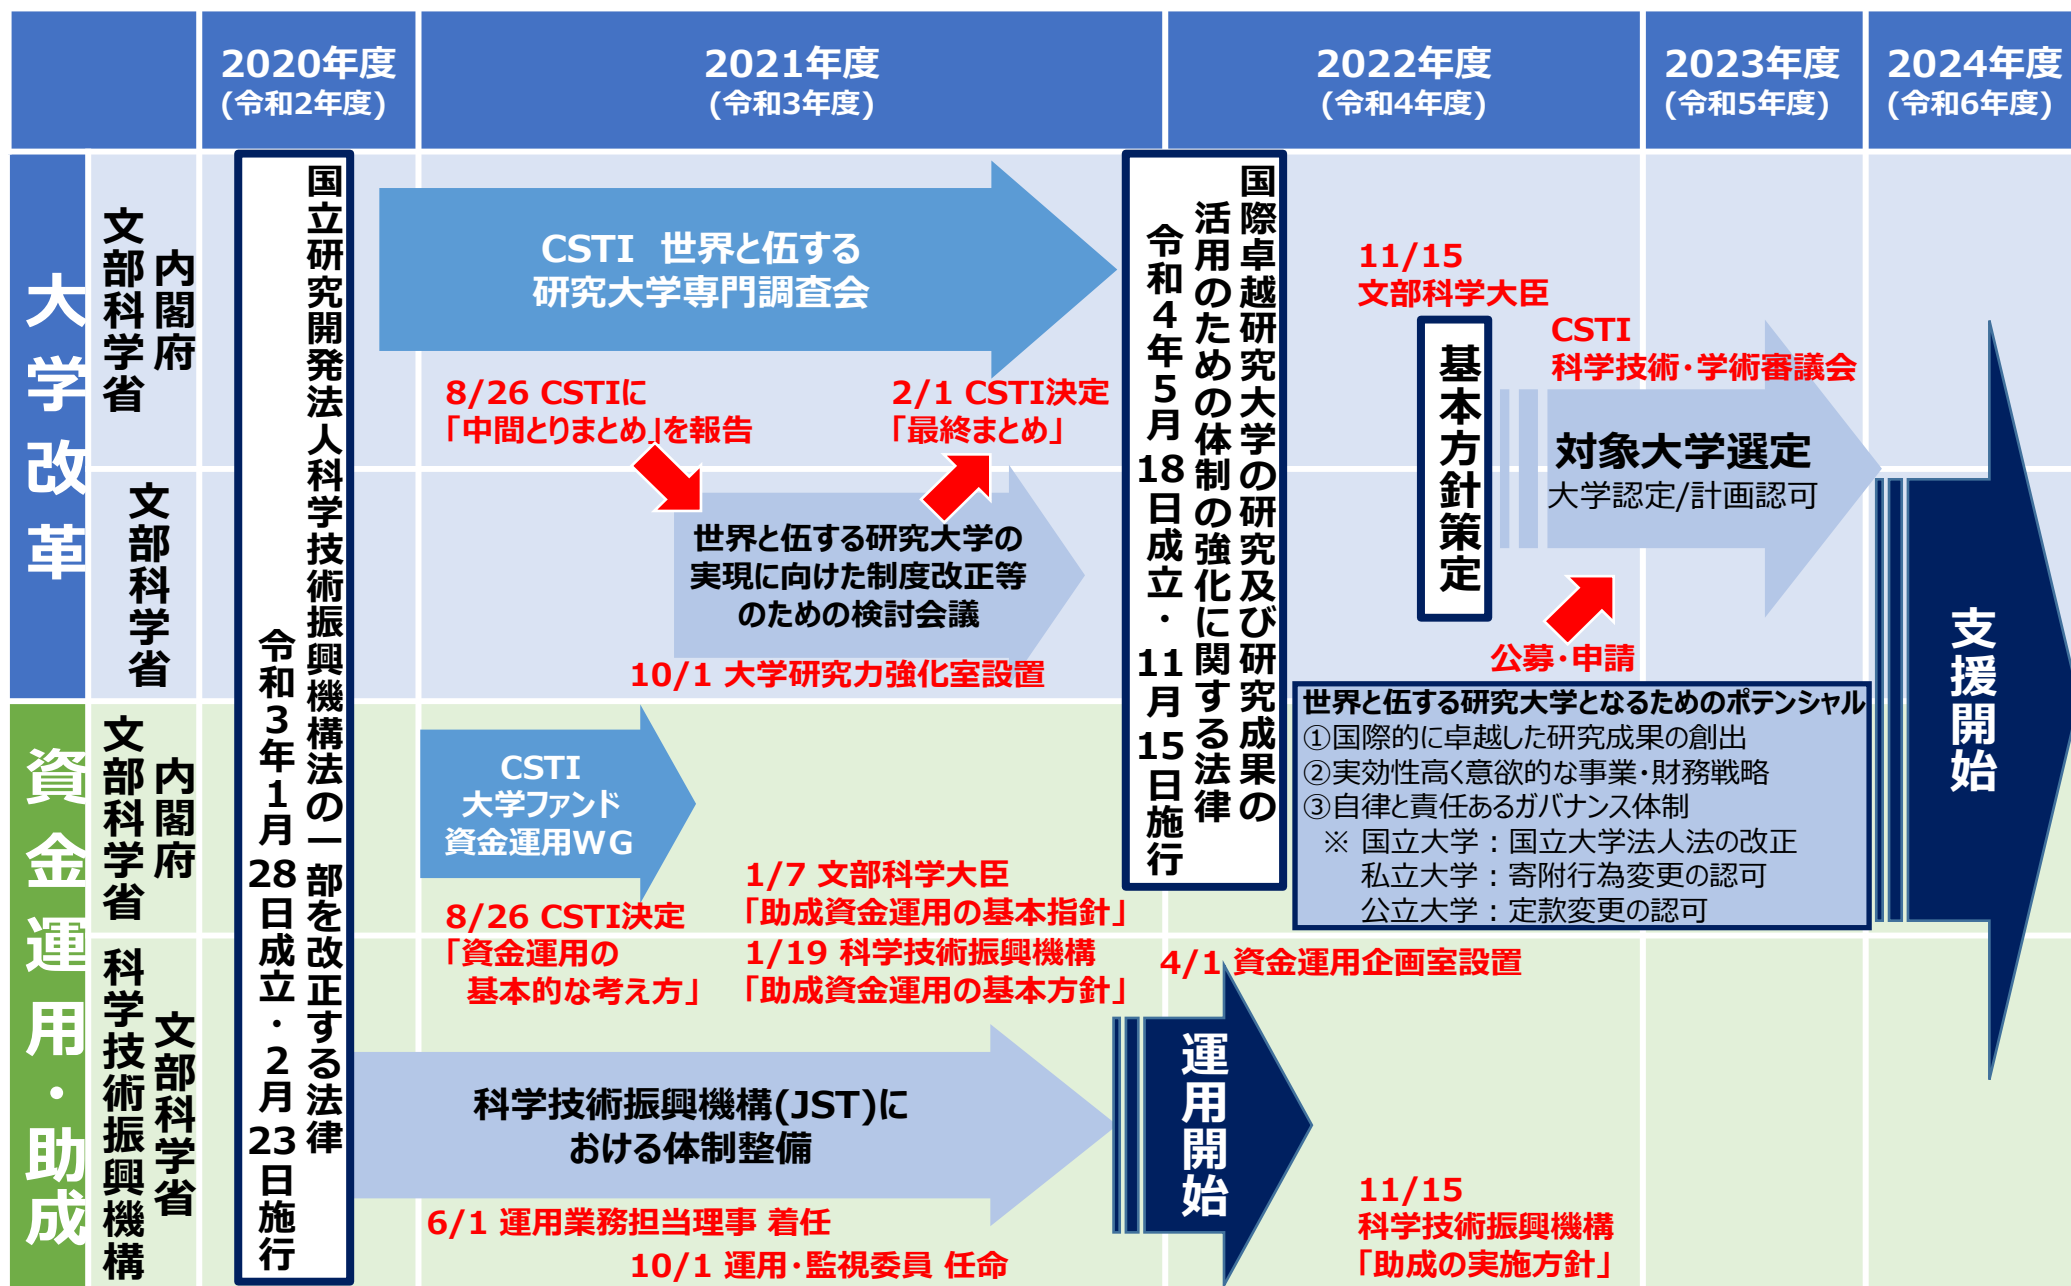 2020年度
(令和2年度)
2021年度
(令和3年度)
2022年度
(令和4年度)
2023年度
(令和5年度)
2024年度
(令和6年度)
大学改革
内閣府
文部科学省
文部科学省
資金運用・助成
内閣府
文部科学省
文部科学省
科学技術振興機構
国立研究開発法人科学技術振興機構法の一部を改正する法律
令和3年1月28日成立・2月23日施行
CSTI 世界と伍する
研究大学専門調査会
8/26 CSTIに
「中間とりまとめ」を報告
2/1 CSTI決定
「最終まとめ」
世界と伍する研究大学の
実現に向けた制度改正等
のための検討会議
10/1 大学研究力強化室設置
国際卓越研究大学の研究及び研究成果の
活用のための体制の強化に関する法律
令和4年5月18日成立・11月15日施行
11/15
文部科学大臣
基本方針策定
CSTI
科学技術・学術審議会
対象大学選定
大学認定/計画認可
公募・申請
世界と伍する研究大学となるためのポテンシャル
①国際的に卓越した研究成果の創出
②実効性高く意欲的な事業・財務戦略
③自律と責任あるガバナンス体制
※ 国立大学：国立大学法人法の改正
私立大学：寄附行為変更の認可
公立大学：定款変更の認可
支援開始
CSTI
大学ファンド
資金運用WG
8/26 CSTI決定
「資金運用の
基本的な考え方」
1/7 文部科学大臣
「助成資金運用の基本指針」
1/19 科学技術振興機構
「助成資金運用の基本方針」
4/1 資金運用企画室設置
科学技術振興機構(JST)に
おける体制整備
運用開始
6/1 運用業務担当理事 着任
10/1 運用・監視委員 任命
11/15
科学技術振興機構
「助成の実施方針」